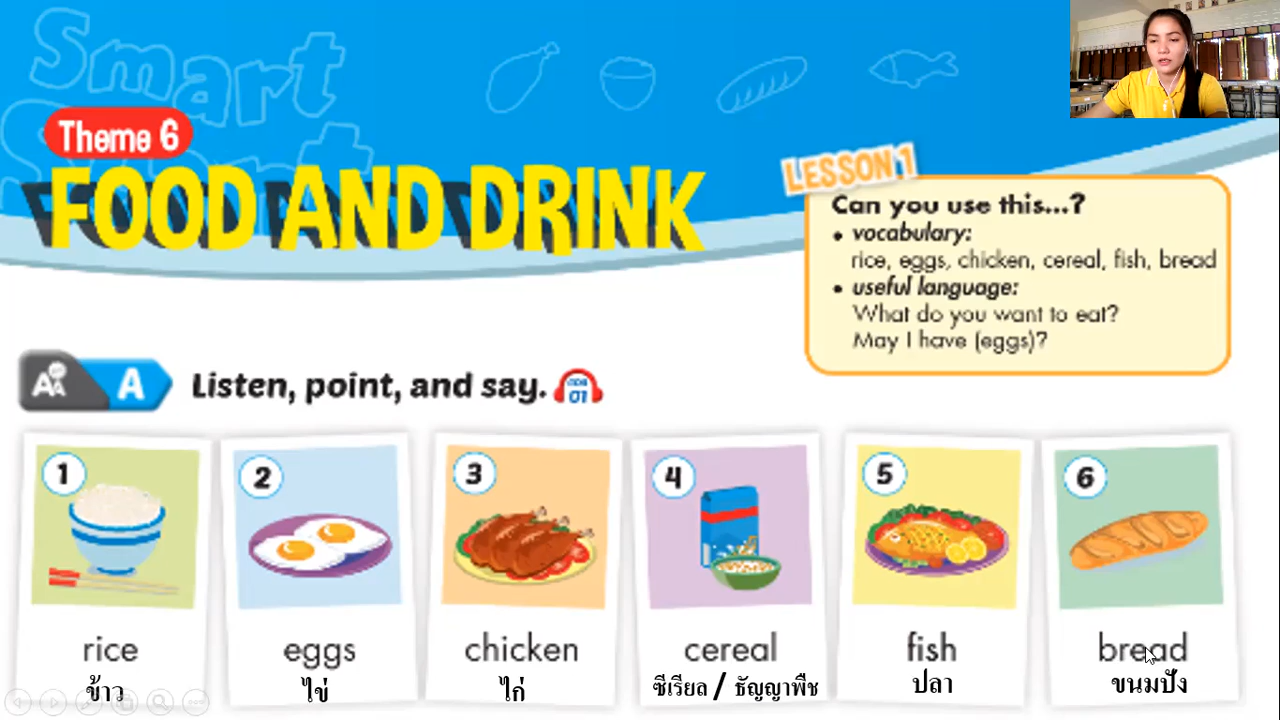 Smart
Start
Theme 6
FOOD AND DRINK
LESSON 1
Can you use this...?
• vocabulary:
rice, eggs, chicken, cereal, fish, bread
• useful language:
What do you want to eat?
May I have (eggs)?
A
Listen, point, and say.
01
1
2
3
4
5
6
rice
eggs
chicken
cereal
fish
bread
ข้าว
ไข่
ไก่
ซีเรียล / ธัญญาพืช
ปลา
ขนมปัง